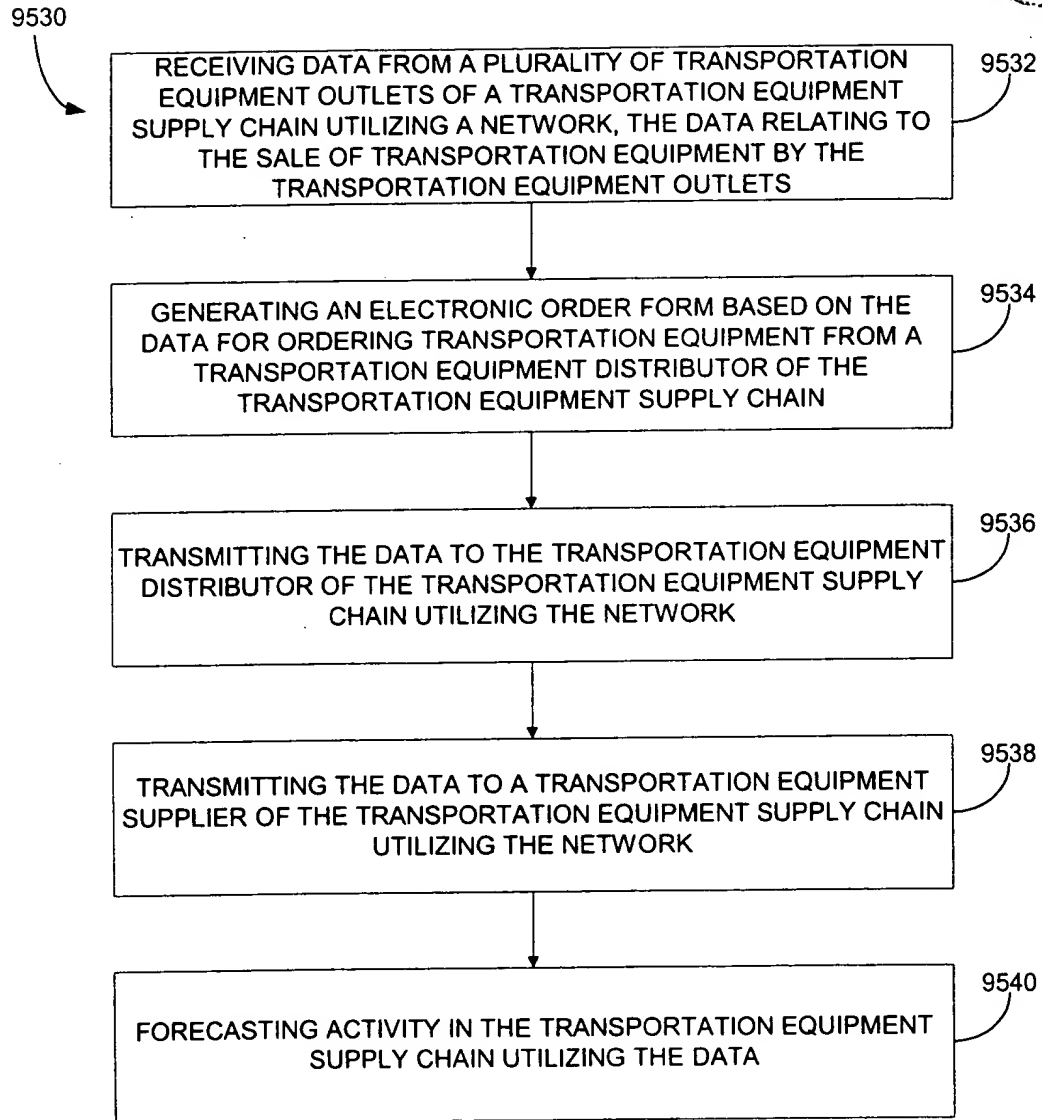 9530
RECEIVING DATA FROM A PLURALITY OF TRANSPORTATION
EQUIPMENT OUTLETS OF A TRANSPORTATION EQUIPMENT
SUPPLY CHAIN UTILIZING A NETWORK, THE DATA RELATING TO
THE SALE OF TRANSPORTATION EQUIPMENT BY THE
TRANSPORTATION EQUIPMENT OUTLETS
9532
GENERATING AN ELECTRONIC ORDER FORM BASED ON THE
DATA FOR ORDERING TRANSPORTATION EQUIPMENT FROM A
TRANSPORTATION EQUIPMENT DISTRIBUTOR OF THE
TRANSPORTATION EQUIPMENT SUPPLY CHAIN
9534
TRANSMITTING THE DATA TO THE TRANSPORTATION EQUIPMENT
DISTRIBUTOR OF THE TRANSPORTATION EQUIPMENT SUPPLY
CHAIN UTILIZING THE NETWORK
9536
TRANSMITTING THE DATA TO A TRANSPORTATION EQUIPMENT
SUPPLIER OF THE TRANSPORTATION EQUIPMENT SUPPLY CHAIN
UTILIZING THE NETWORK
9538
FORECASTING ACTIVITY IN THE TRANSPORTATION EQUIPMENT
SUPPLY CHAIN UTILIZING THE DATA
9540